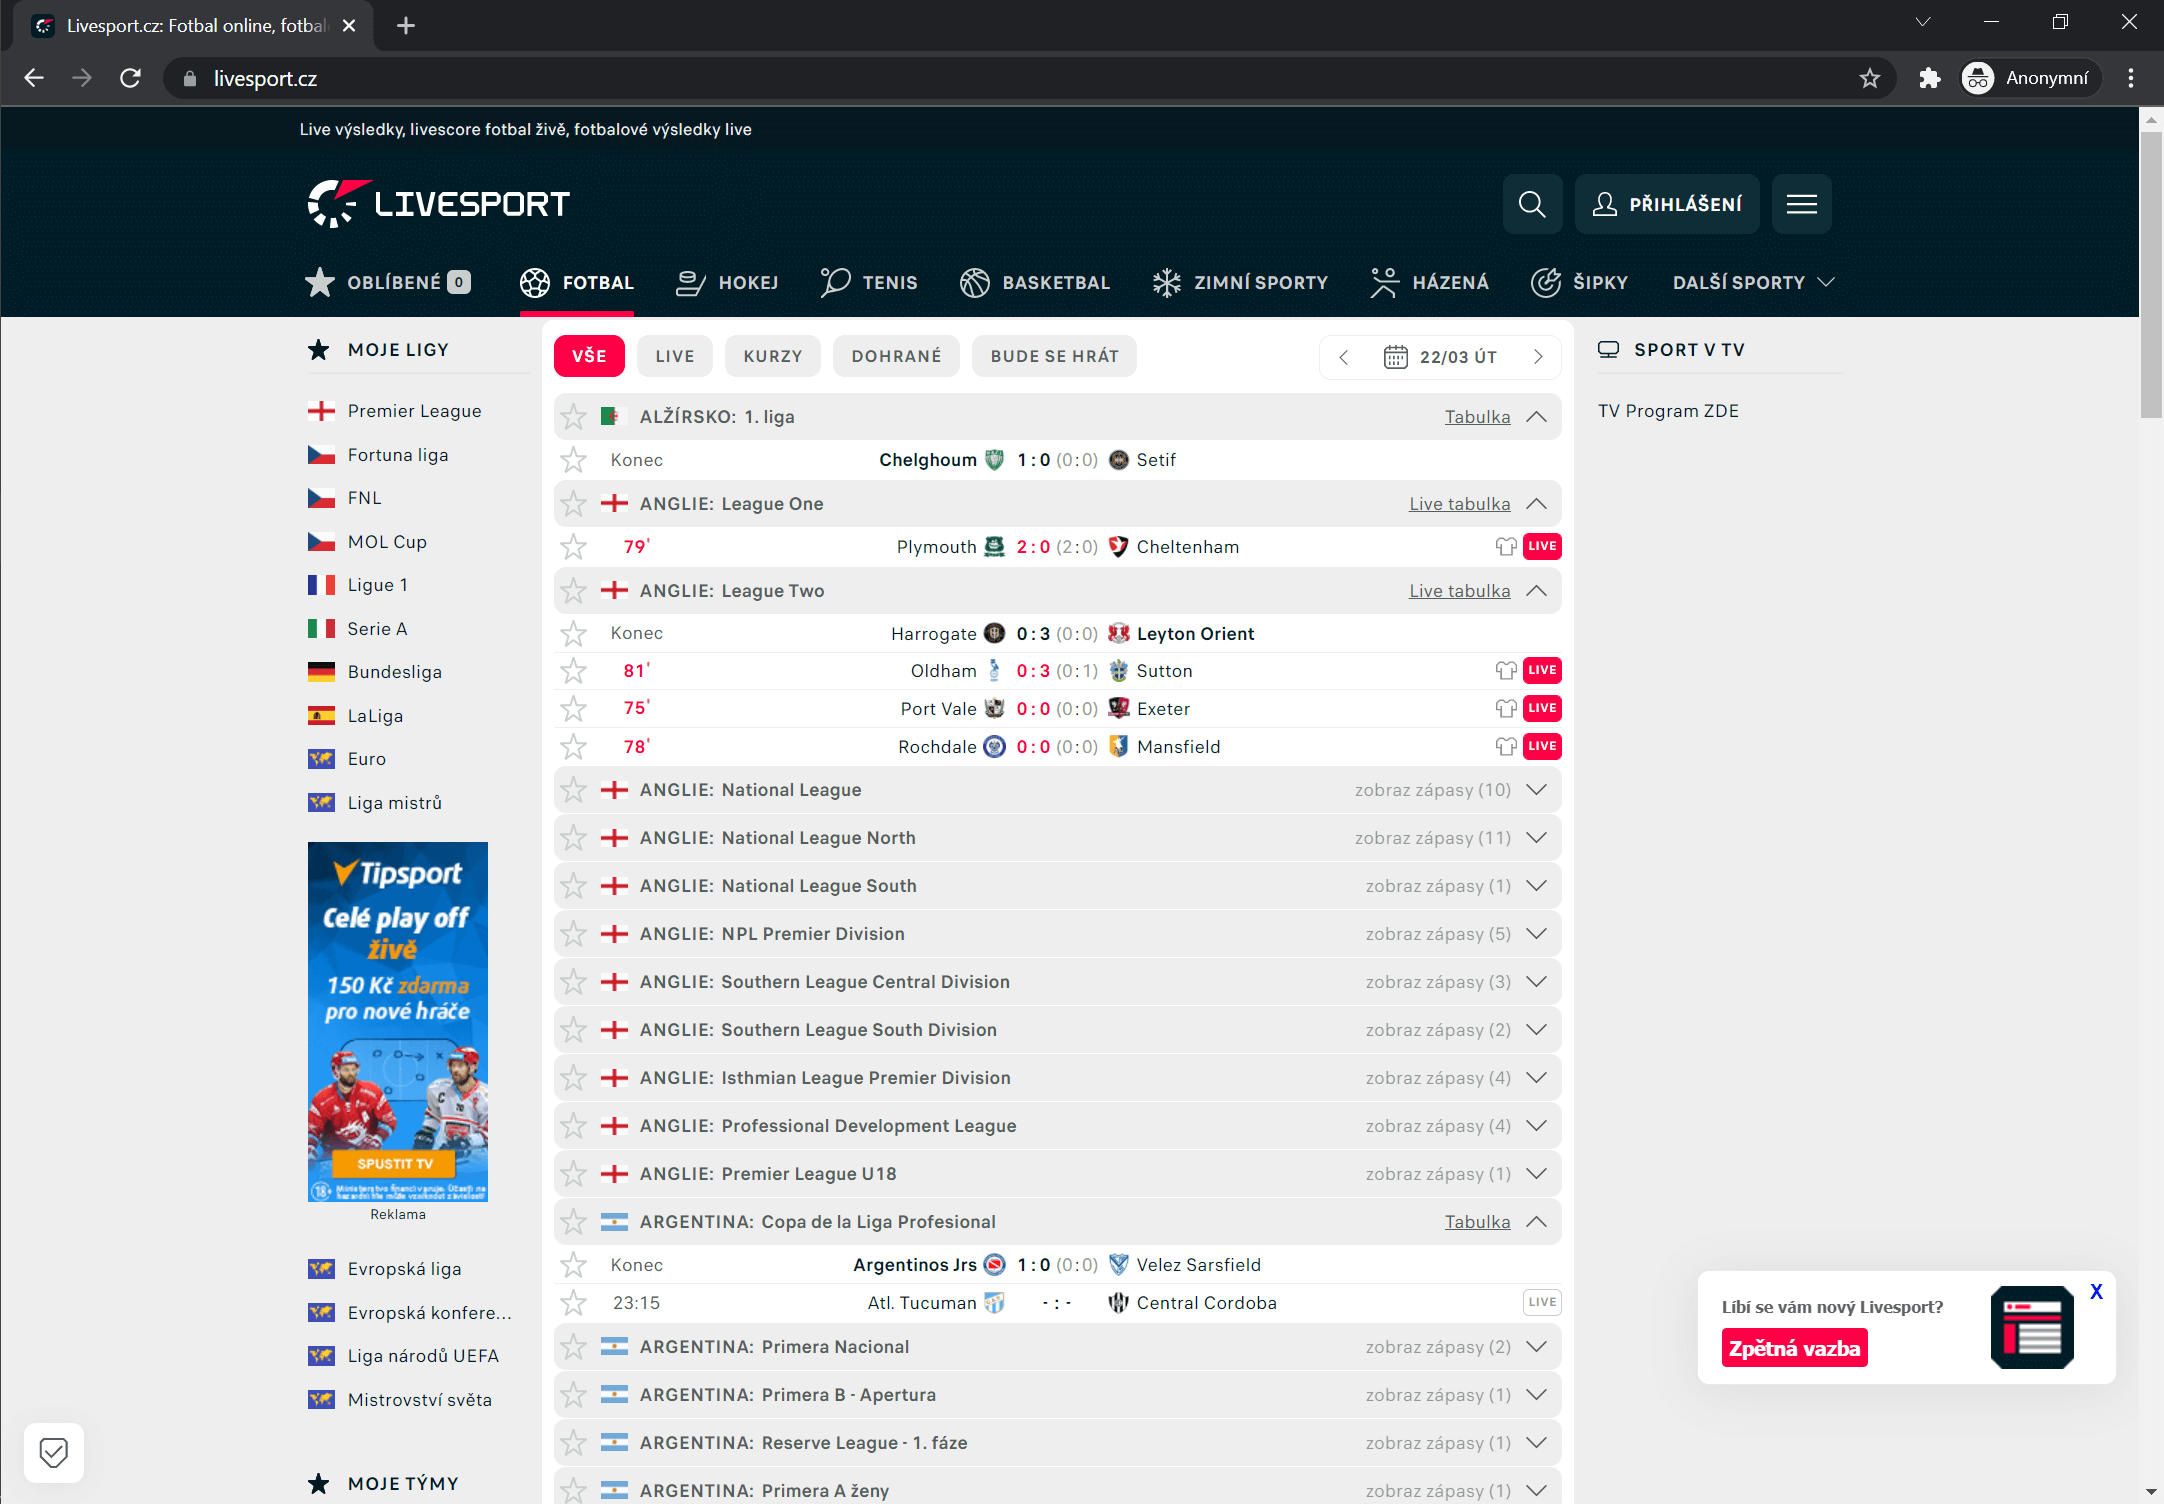 Livesport.cz: Fotbal online, fotbal
livesport.cz
Anonymní
Live výsledky, livescore fotbal živě, fotbalové výsledky live
LIVESPORT
PŘIHLÁŠENÍ
OBLÍBENÉ 0
FOTBAL
HOKEJ
TENIS
BASKETBAL
ZIMNÍ SPORTY
HÁZENÁ
ŠIPKY
DALŠÍ SPORTY
MOJE LIGY
Premier League
Fortuna liga
FNL
MOL Cup
Ligue 1
Serie A
Bundesliga
LaLiga
Euro
Liga mistrů
Tipsport
Celé play off
živě
150 Kč zdarma
pro nové hráče
SPUSTIT TV
18+ Ministerstvo financí varuje: Účastí na
hazardní hře může vzniknout závislost!
Reklama
Evropská liga
Evropská konfere...
Liga národů UEFA
Mistrovství světa
MOJE TÝMY
VŠE
LIVE
KURZY
DOHRANÉ
BUDE SE HRÁT
22/03 ÚT
ALŽÍRSKO: 1. liga Tabulka
Konec Chelghoum 1 : 0 (0 : 0) Setif
ANGLIE: League One Live tabulka
79' Plymouth 2 : 0 (2 : 0) Cheltenham LIVE
ANGLIE: League Two Live tabulka
Konec Harrogate 0 : 3 (0 : 0) Leyton Orient
81' Oldham 0 : 3 (0 : 1) Sutton LIVE
75' Port Vale 0 : 0 (0 : 0) Exeter LIVE
78' Rochdale 0 : 0 (0 : 0) Mansfield LIVE
ANGLIE: National League zobraz zápasy (10)
ANGLIE: National League North zobraz zápasy (11)
ANGLIE: National League South zobraz zápasy (1)
ANGLIE: NPL Premier Division zobraz zápasy (5)
ANGLIE: Southern League Central Division zobraz zápasy (3)
ANGLIE: Southern League South Division zobraz zápasy (2)
ANGLIE: Isthmian League Premier Division zobraz zápasy (4)
ANGLIE: Professional Development League zobraz zápasy (4)
ANGLIE: Premier League U18 zobraz zápasy (1)
ARGENTINA: Copa de la Liga Profesional Tabulka
Konec Argentinos Jrs 1 : 0 (0 : 0) Velez Sarsfield
23:15 Atl. Tucuman - : - Central Cordoba LIVE
ARGENTINA: Primera Nacional zobraz zápasy (2)
ARGENTINA: Primera B - Apertura zobraz zápasy (1)
ARGENTINA: Reserve League - 1. fáze zobraz zápasy (1)
ARGENTINA: Primera A ženy zobraz zápasy (1)
SPORT V TV
TV Program ZDE
Líbí se vám nový Livesport?
Zpětná vazba
X